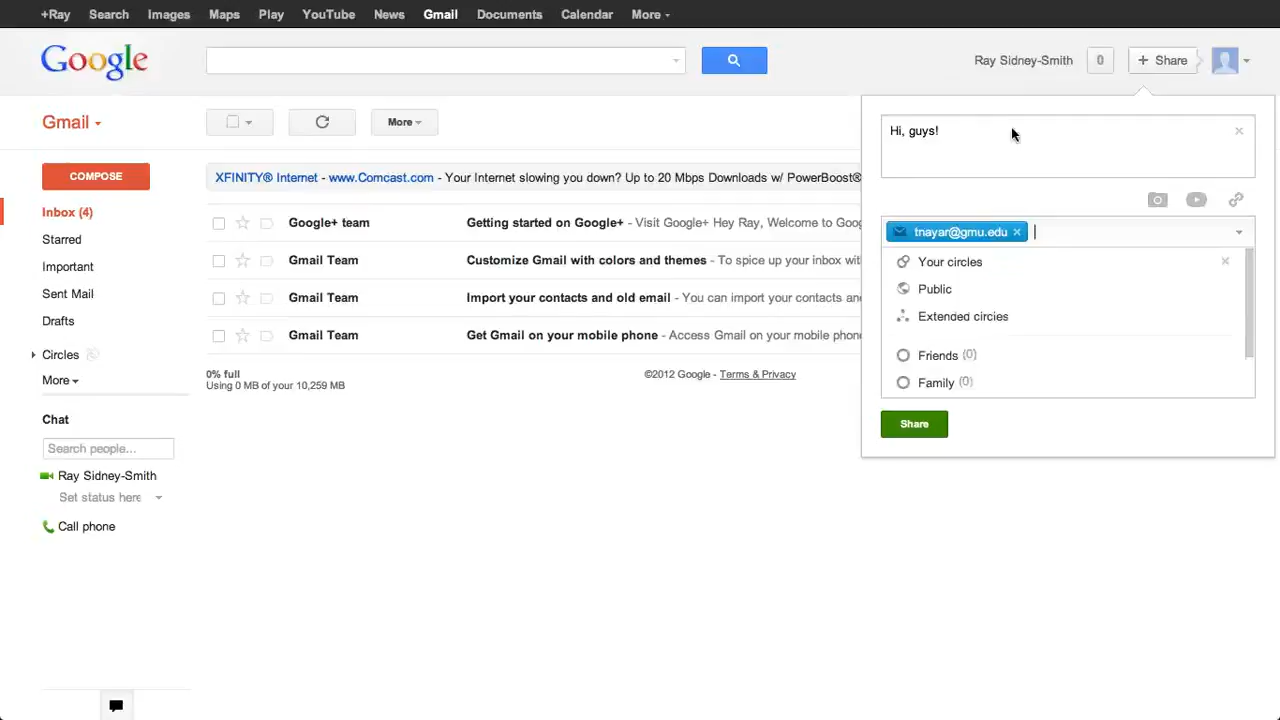 +Ray Search Images Maps Play YouTube News Gmail Documents Calendar More
Google
Ray Sidney-Smith 0 + Share
Gmail
More
Hi, guys!
COMPOSE
XFINITY® Internet - www.Comcast.com - Your Internet slowing you down? Up to 20 Mbps Downloads w/ PowerBoost®
Inbox (4)
Starred
Important
Sent Mail
Drafts
Circles
More
Google+ team Getting started on Google+ - Visit Google+ Hey Ray, Welcome to Goog
Gmail Team Customize Gmail with colors and themes - To spice up your inbox wit
Gmail Team Import your contacts and old email - You can import your contacts an
Gmail Team Get Gmail on your mobile phone - Access Gmail on your mobile phon
0% full
Using 0 MB of your 10,259 MB
©2012 Google - Terms & Privacy
tnayar@gmu.edu
Your circles
Public
Extended circles
Friends (0)
Family (0)
Share
Chat
Search people...
Ray Sidney-Smith
Set status here
Call phone